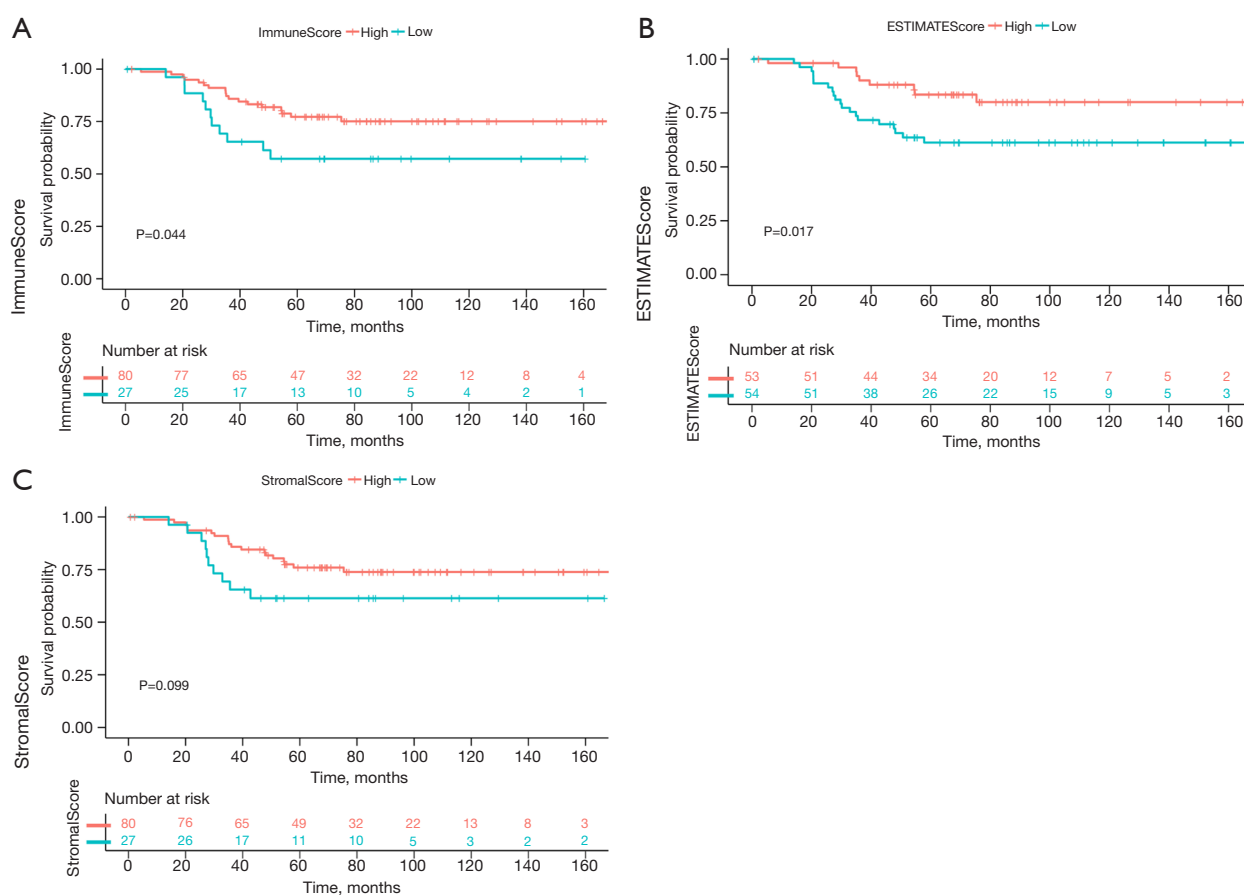 A
ImmuneScore High Low
ImmuneScore
Survival probability
1.00
0.75
0.50
0.25
0.00
P=0.044
0 20 40 60 80 100 120 140 160
Time, months
Number at risk
ImmuneScore
80 77 65 47 32 22 12 8 4
27 25 17 13 10 5 4 2 1
0 20 40 60 80 100 120 140 160
Time, months
B
ESTIMATEScore High Low
ESTIMATEScore
Survival probability
1.00
0.75
0.50
0.25
0.00
P=0.017
0 20 40 60 80 100 120 140 160
Time, months
Number at risk
ESTIMATEScore
53 51 44 34 20 12 7 5 2
54 51 38 26 22 15 9 5 3
0 20 40 60 80 100 120 140 160
Time, months
C
StromalScore High Low
StromalScore
Survival probability
1.00
0.75
0.50
0.25
0.00
P=0.099
0 20 40 60 80 100 120 140 160
Time, months
Number at risk
StromalScore
80 76 65 49 32 22 13 8 3
27 26 17 11 10 5 3 2 2
0 20 40 60 80 100 120 140 160
Time, months